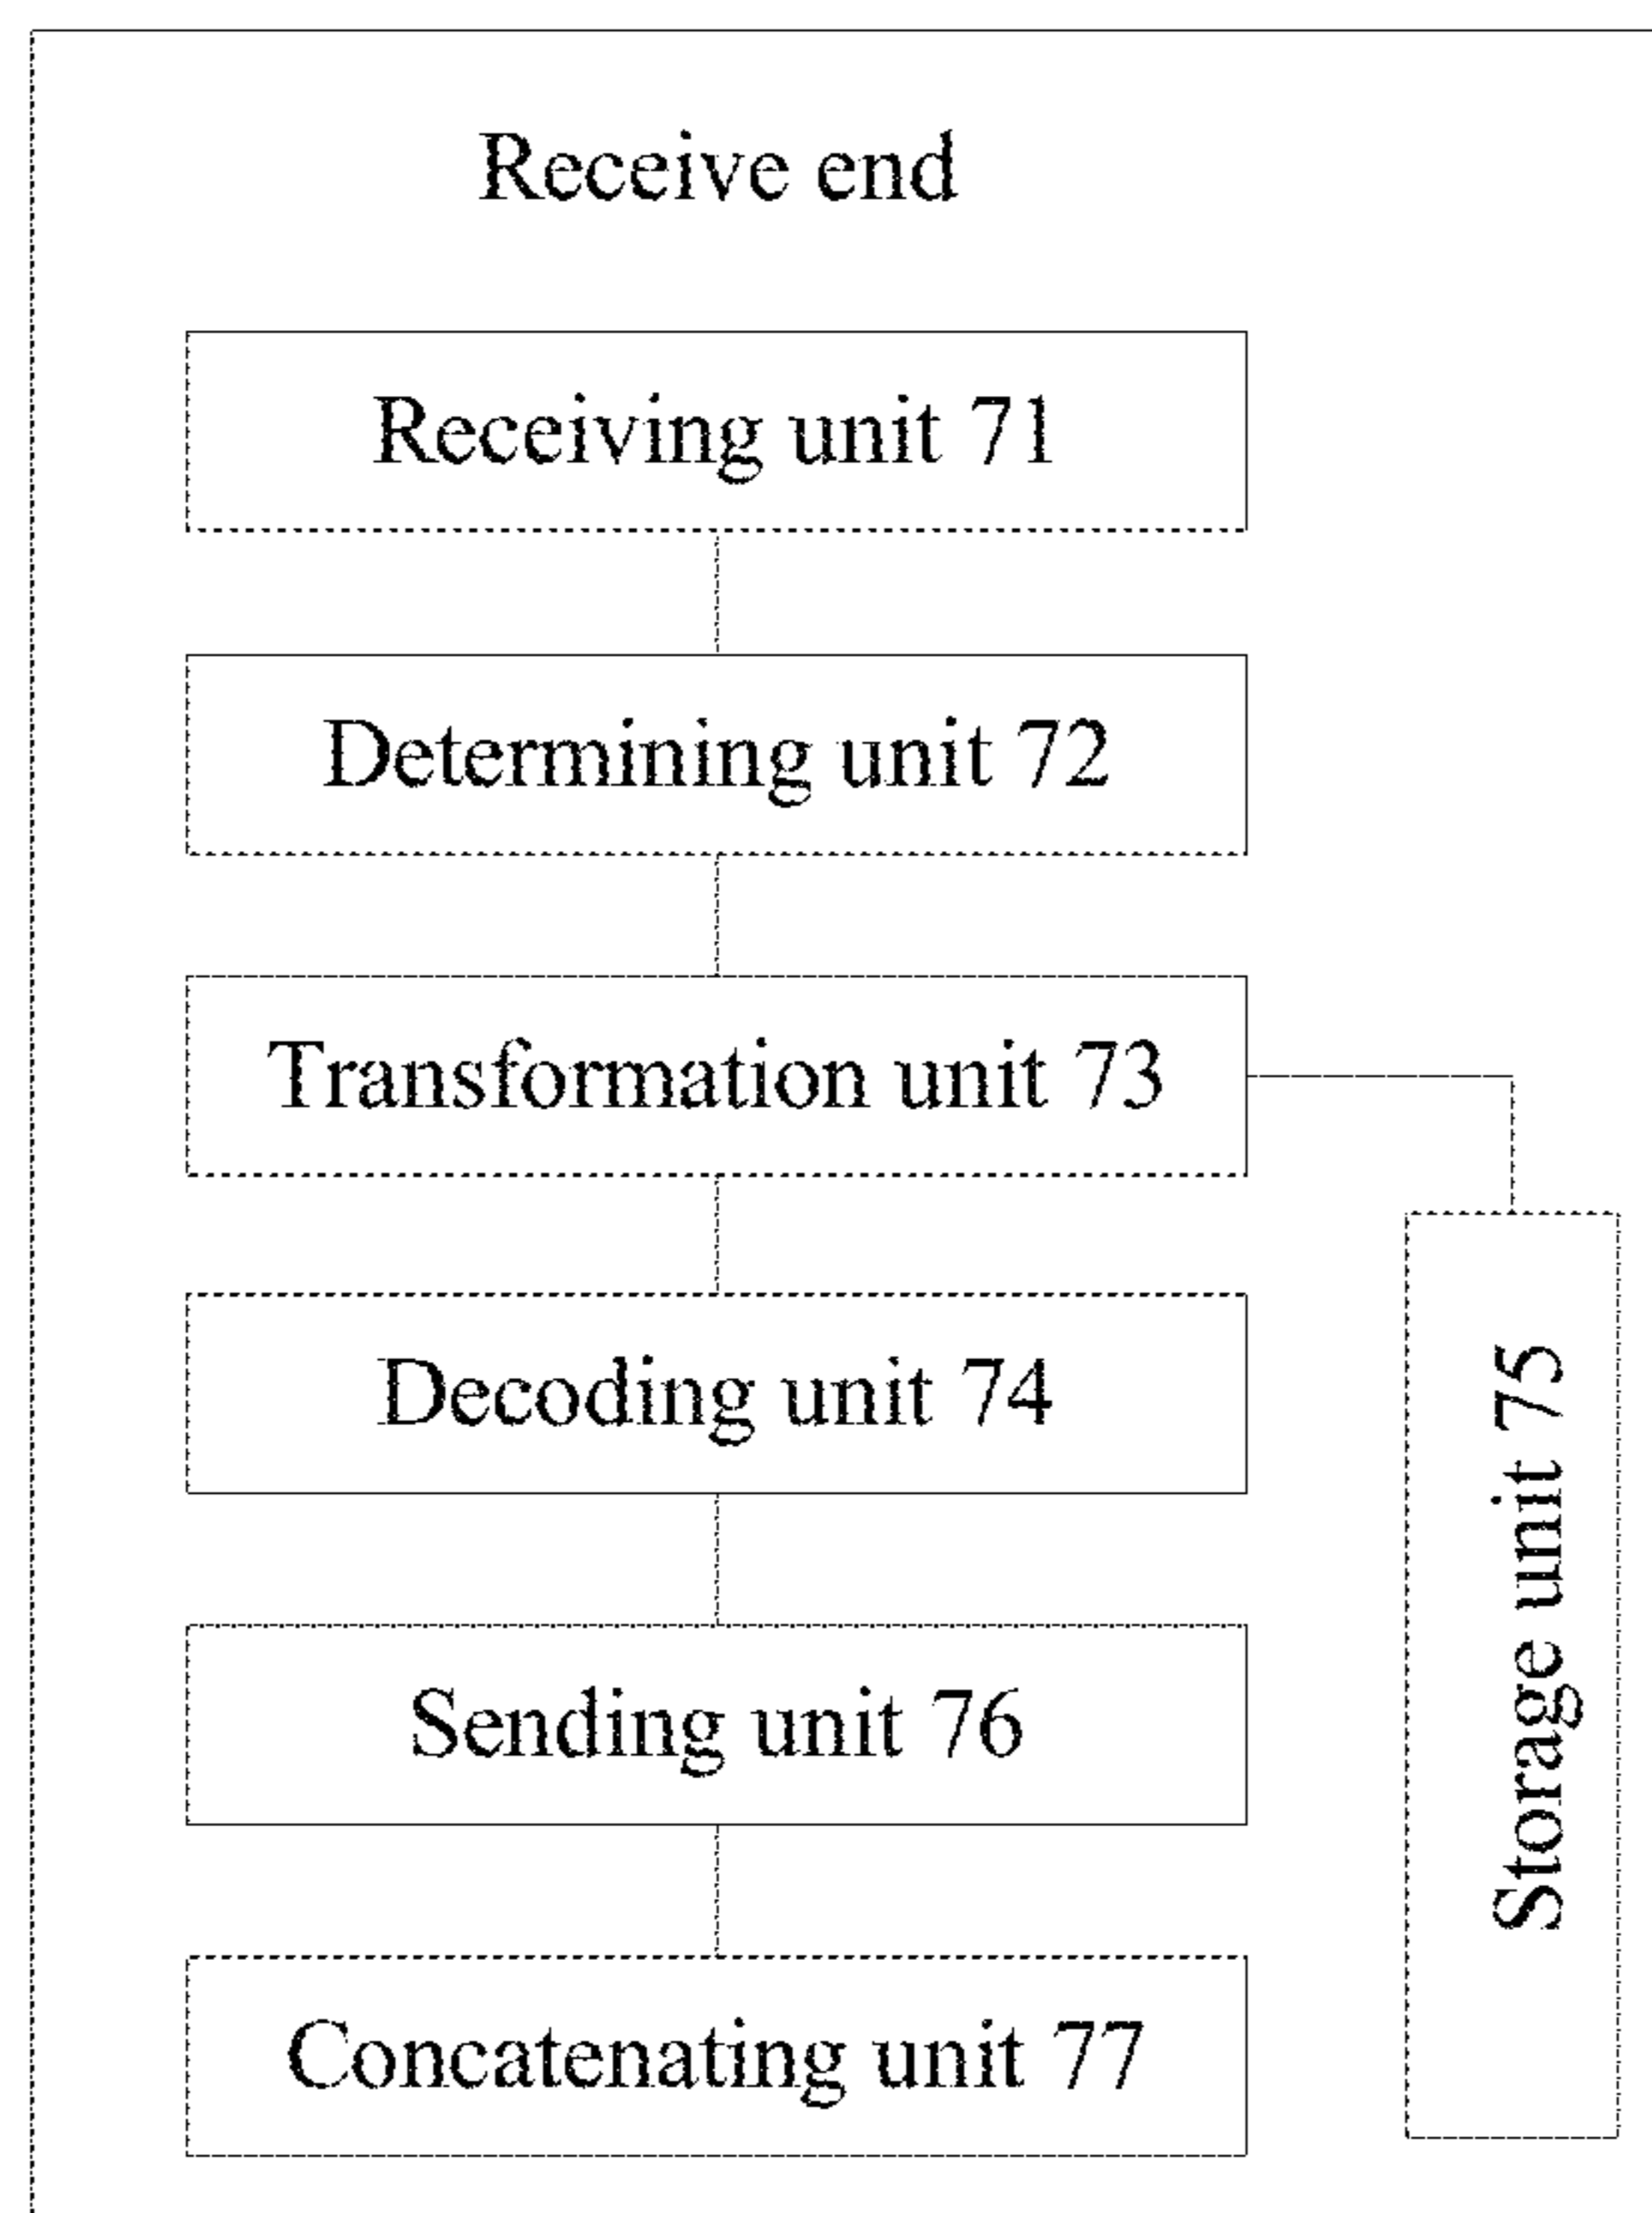 Receive end
Receiving unit 71
Determining unit 72
Transformation unit 73
Decoding unit 74
Storage unit 75
Sending unit 76
Concatenating unit 77